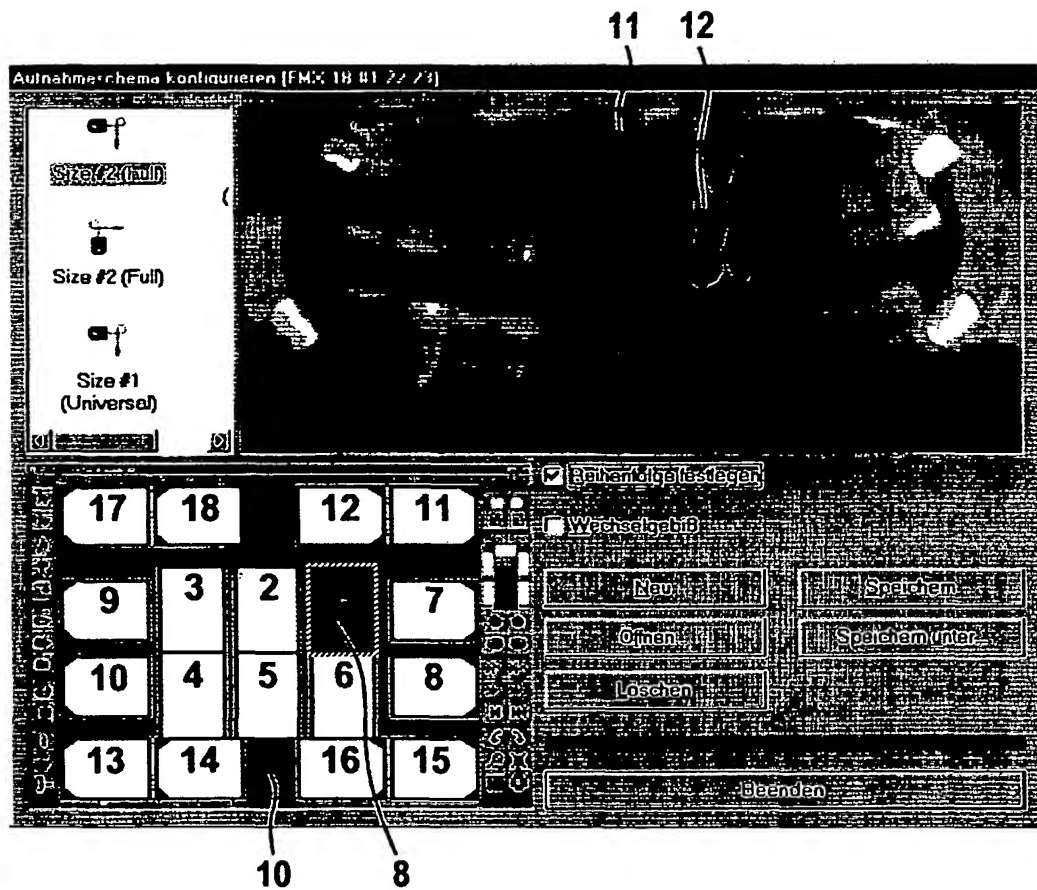 11 12
Aufnahmeschema konfigurieren [FMX 18 #1 22 23]
Size #2 (Full)
Size #2 (Full)
Size #1
(Universal)
Reihenfolge festlegen
Wechselgebiß
17 18 12 11
9 3 2 7
10 4 5 6 8
13 14 16 15
Neu Speichern
Öffnen Speichern unter...
Löschen
Beenden
10 8